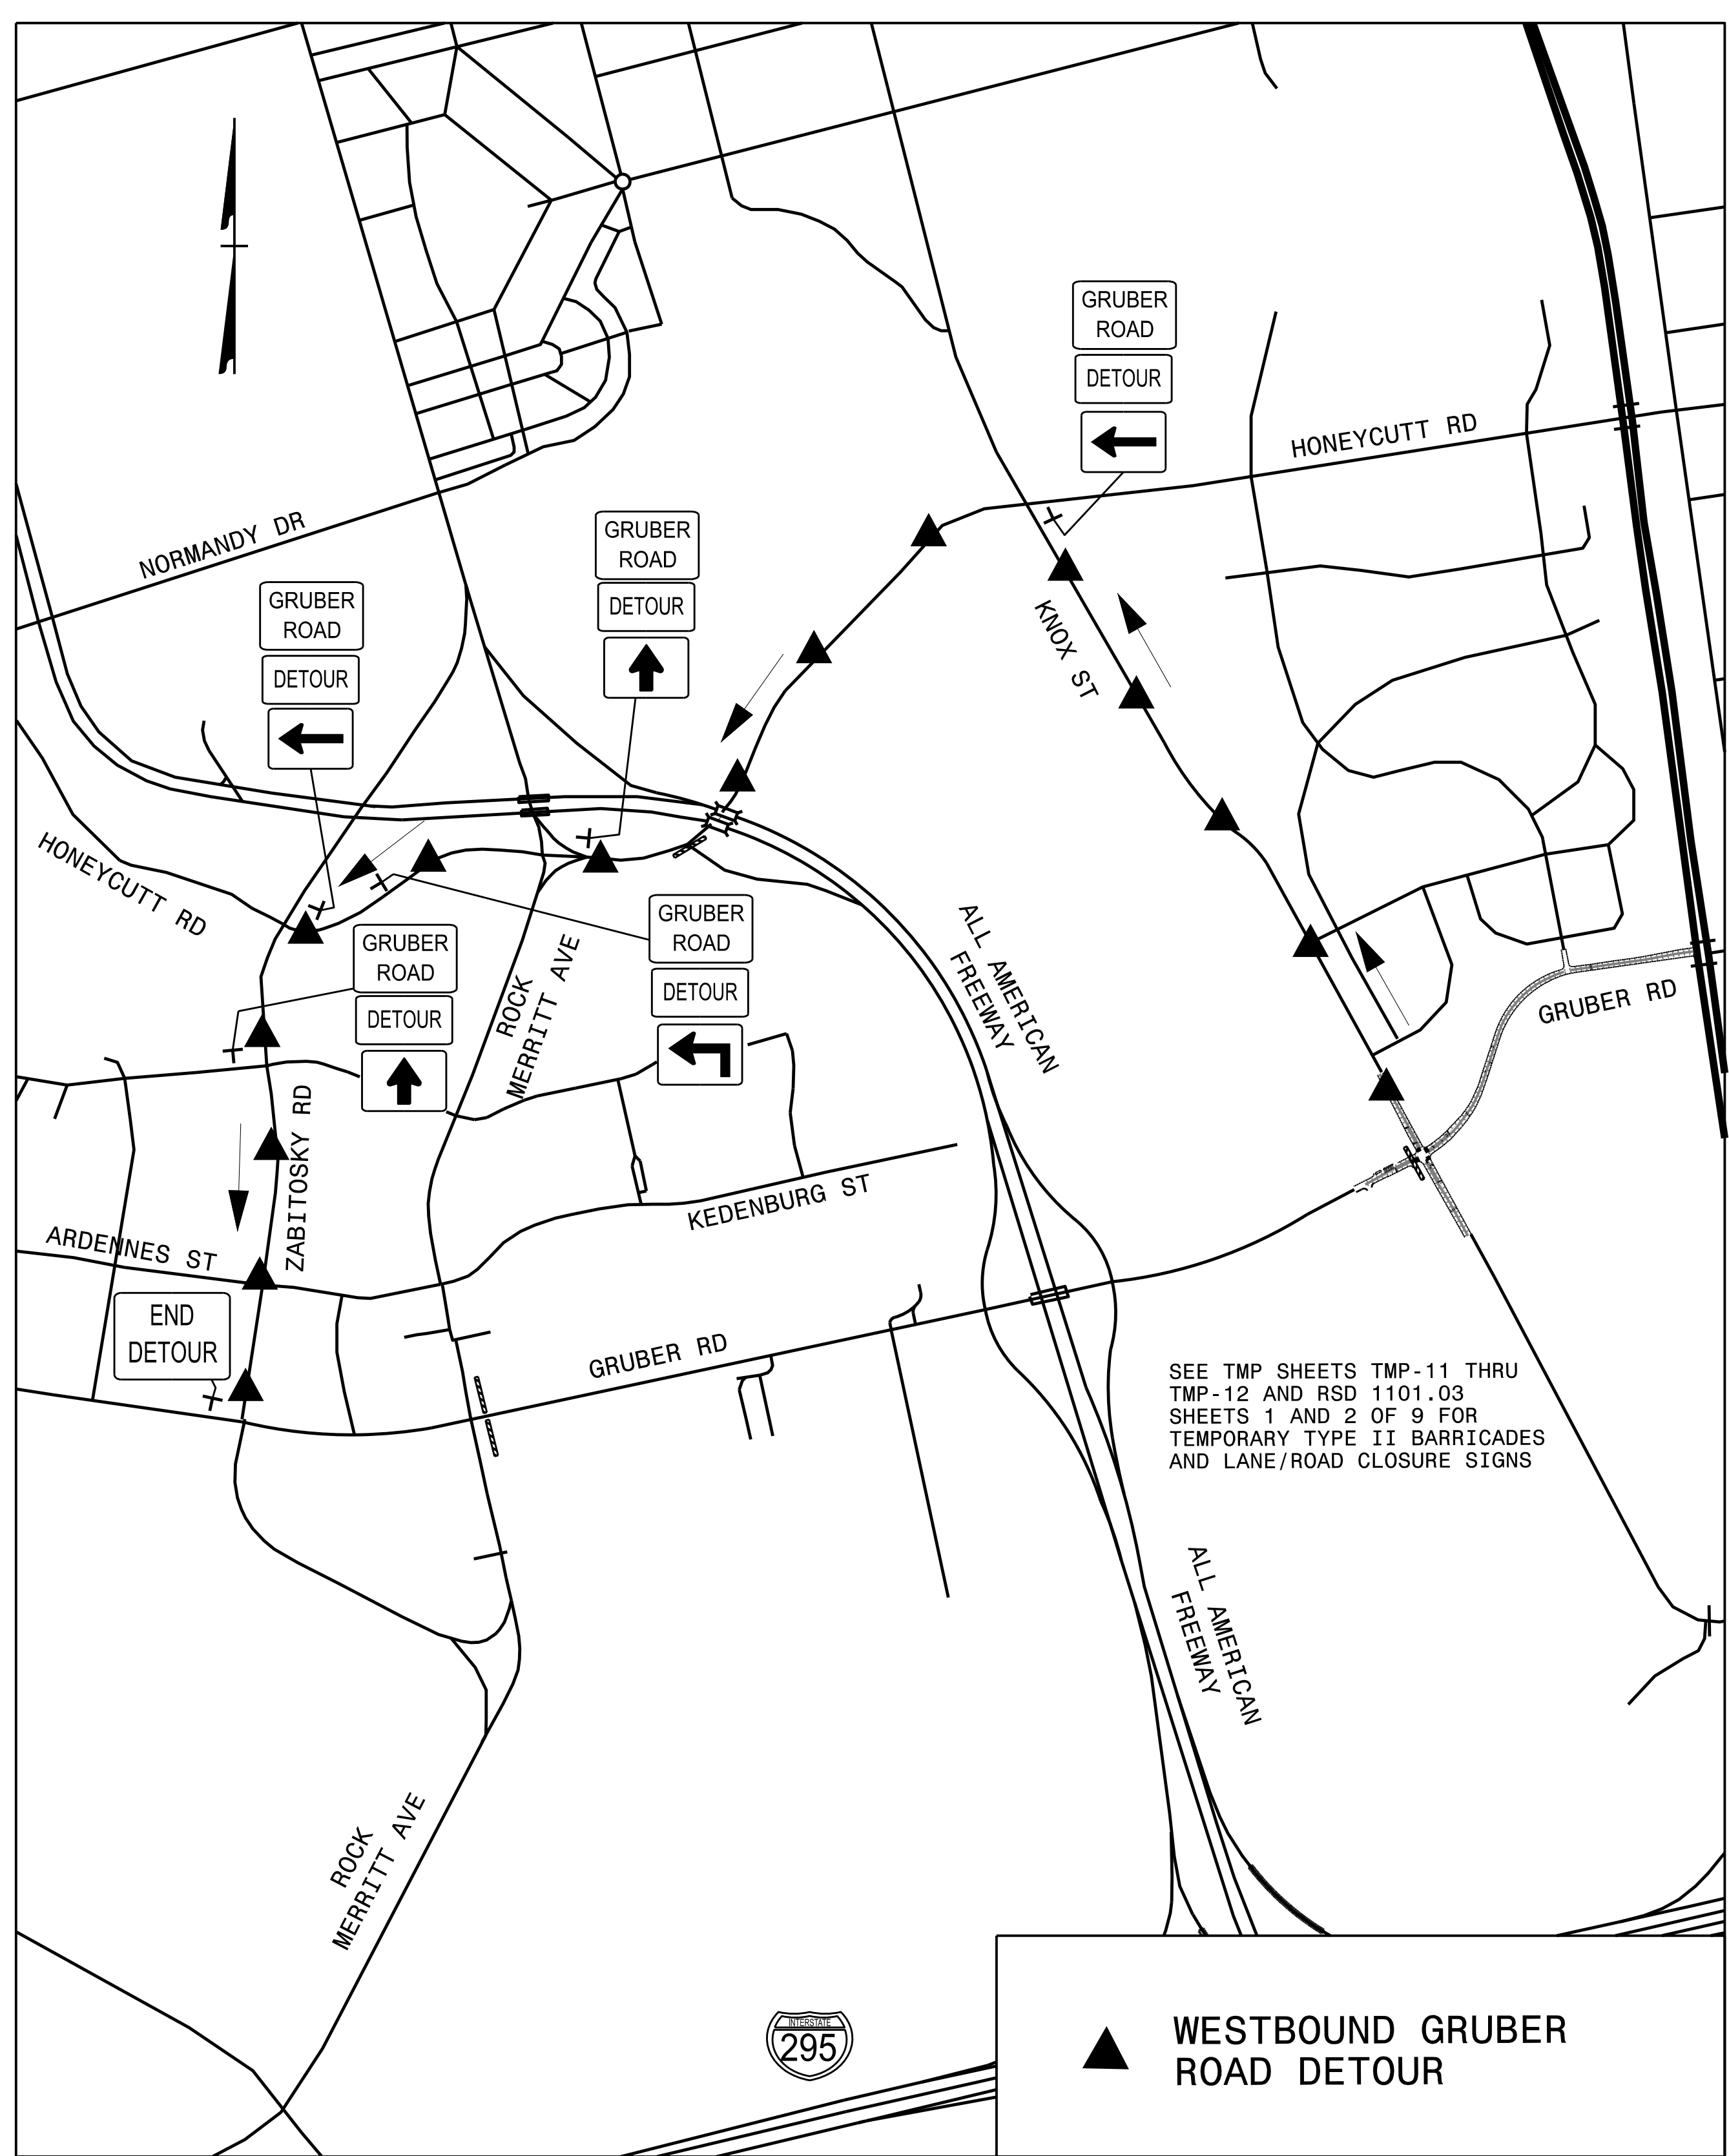 GRUBER
ROAD
DETOUR
HONEYCUTT RD
NORMANDY DR
GRUBER
ROAD
DETOUR
GRUBER
ROAD
DETOUR
KNOX ST
HONEYCUTT RD
GRUBER
ROAD
DETOUR
GRUBER
ROAD
DETOUR
ROCK
MERRITT AVE
ALL AMERICAN
FREEWAY
GRUBER RD
ZABITOSKY RD
KEDENBURG ST
ARDENNES ST
END
DETOUR
GRUBER RD
SEE TMP SHEETS TMP-11 THRU
TMP-12 AND RSD 1101.03
SHEETS 1 AND 2 OF 9 FOR
TEMPORARY TYPE II BARRICADES
AND LANE/ROAD CLOSURE SIGNS
ALL AMERICAN
FREEWAY
ROCK
MERRITT AVE
INTERSTATE
295
WESTBOUND GRUBER
ROAD DETOUR